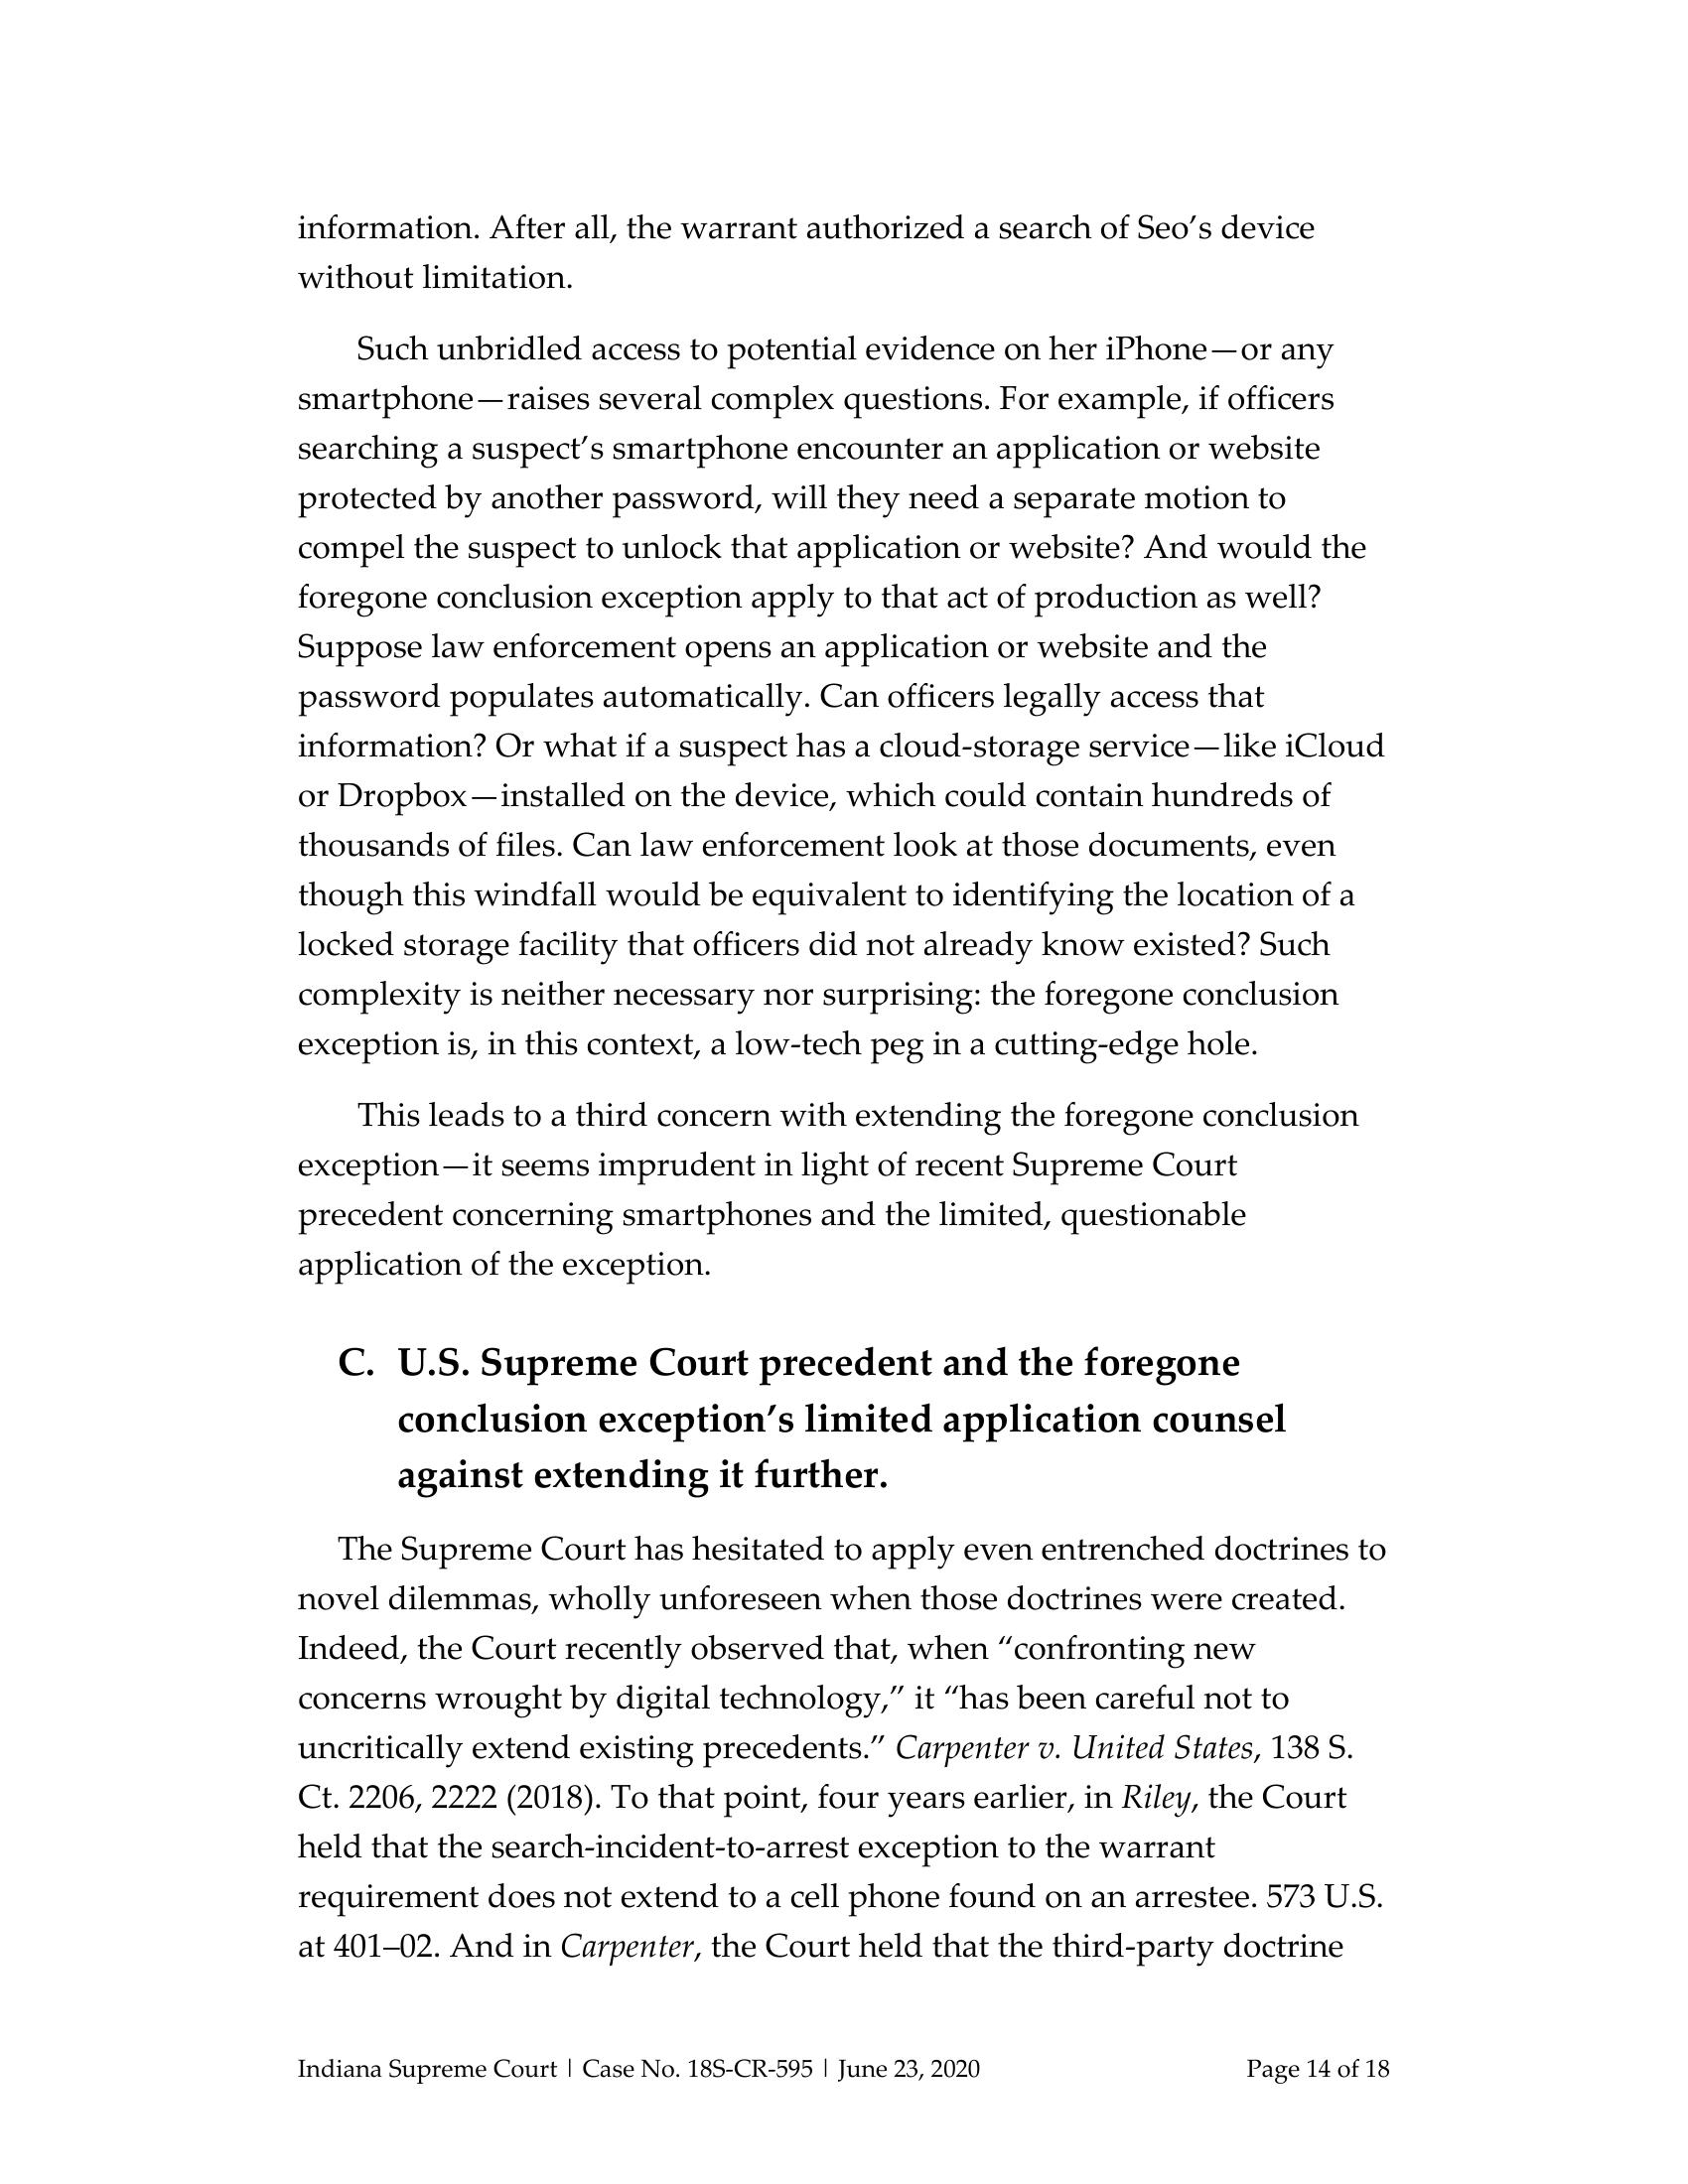 information. After all, the warrant authorized a search of Seo’s device
without limitation.
Such unbridled access to potential evidence on her iPhone—or any
smartphone—raises several complex questions. For example, if officers
searching a suspect’s smartphone encounter an application or website
protected by another password, will they need a separate motion to
compel the suspect to unlock that application or website? And would the
foregone conclusion exception apply to that act of production as well?
Suppose law enforcement opens an application or website and the
password populates automatically. Can officers legally access that
information? Or what if a suspect has a cloud-storage service—like iCloud
or Dropbox—installed on the device, which could contain hundreds of
thousands of files. Can law enforcement look at those documents, even
though this windfall would be equivalent to identifying the location of a
locked storage facility that officers did not already know existed? Such
complexity is neither necessary nor surprising: the foregone conclusion
exception is, in this context, a low-tech peg in a cutting-edge hole.
This leads to a third concern with extending the foregone conclusion
exception—it seems imprudent in light of recent Supreme Court
precedent concerning smartphones and the limited, questionable
application of the exception.
C. U.S. Supreme Court precedent and the foregone
conclusion exception’s limited application counsel
against extending it further.
The Supreme Court has hesitated to apply even entrenched doctrines to
novel dilemmas, wholly unforeseen when those doctrines were created.
Indeed, the Court recently observed that, when “confronting new
concerns wrought by digital technology,” it “has been careful not to
uncritically extend existing precedents.” Carpenter v. United States, 138 S.
Ct. 2206, 2222 (2018). To that point, four years earlier, in Riley, the Court
held that the search-incident-to-arrest exception to the warrant
requirement does not extend to a cell phone found on an arrestee. 573 U.S.
at 401–02. And in Carpenter, the Court held that the third-party doctrine
Indiana Supreme Court | Case No. 18S-CR-595 | June 23, 2020 Page 14 of 18